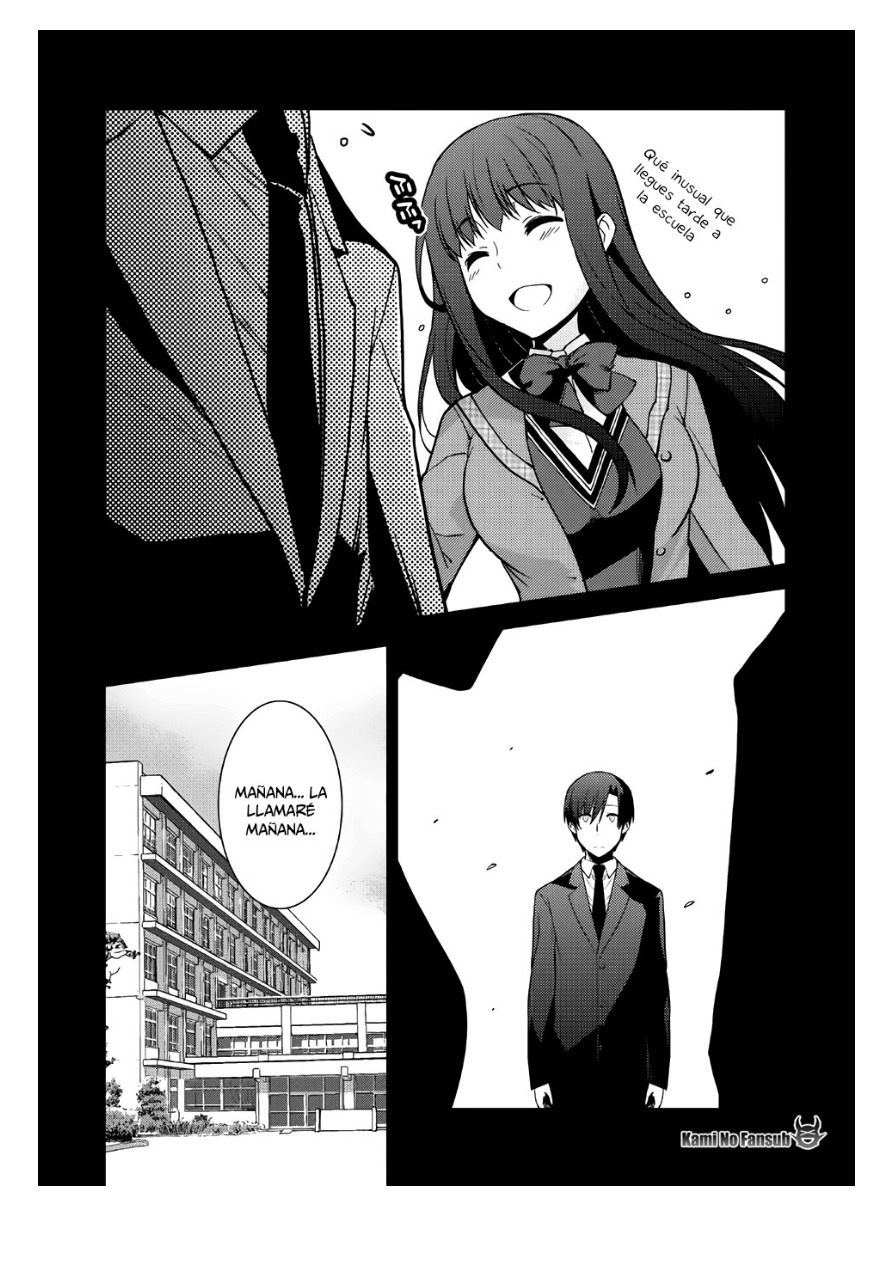 Qué inusual que
llegues tarde a
la escuela
MAÑANA... LA
LLAMARÉ
MAÑANA...
Kami No Fansub